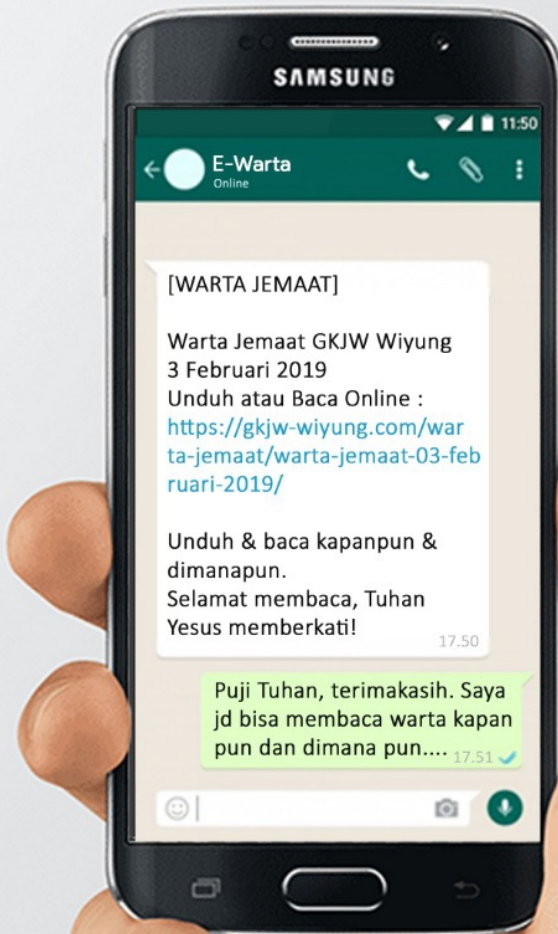 SAMSUNG
11:50
E-Warta
Online
[WARTA JEMAAT]
Warta Jemaat GKJW Wiyung
3 Februari 2019
Unduh atau Baca Online :
https://gkjw-wiyung.com/war
ta-jemaat/warta-jemaat-03-feb
ruari-2019/
Unduh & baca kapanpun &
dimanapun.
Selamat membaca, Tuhan
Yesus memberkati!
17.50
Puji Tuhan, terimakasih. Saya
jd bisa membaca warta kapan
pun dan dimana pun....
17.51